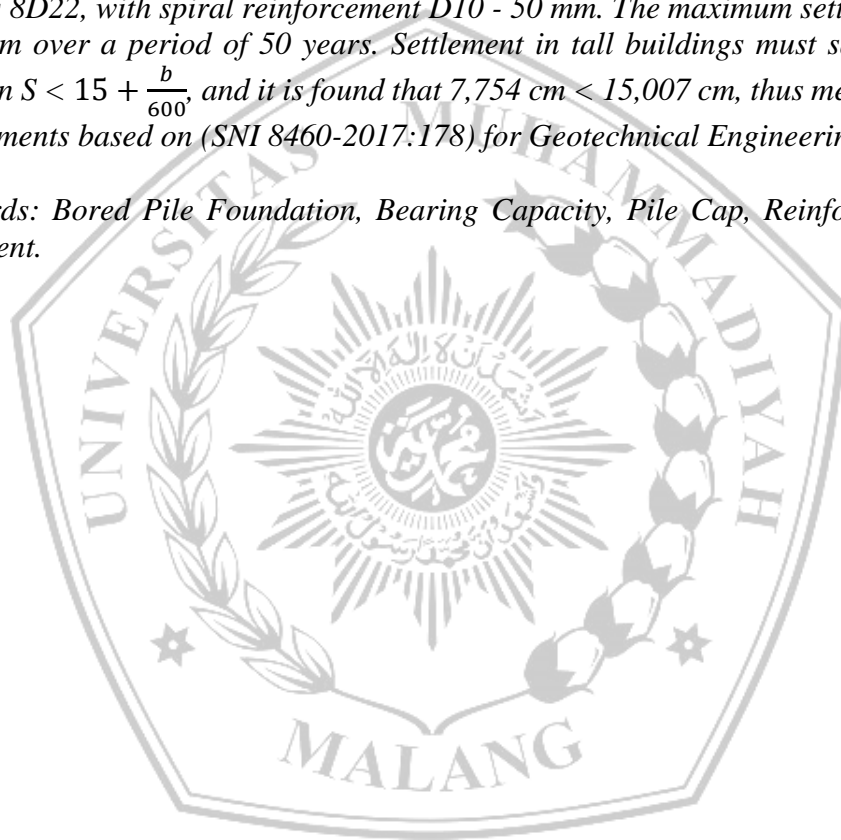 8D22, with spiral reinforcement D10 - 50 mm. The maximum sett
m over a period of 50 years. Settlement in tall buildings must s
n S < 15 + b/600, and it is found that 7,754 cm < 15,007 cm, thus me
ments based on (SNI 8460-2017:178) for Geotechnical Engineerin
rds: Bored Pile Foundation, Bearing Capacity, Pile Cap, Reinfo
ent.
UNIVERSITAS MUHAMMADIYAH
MALANG